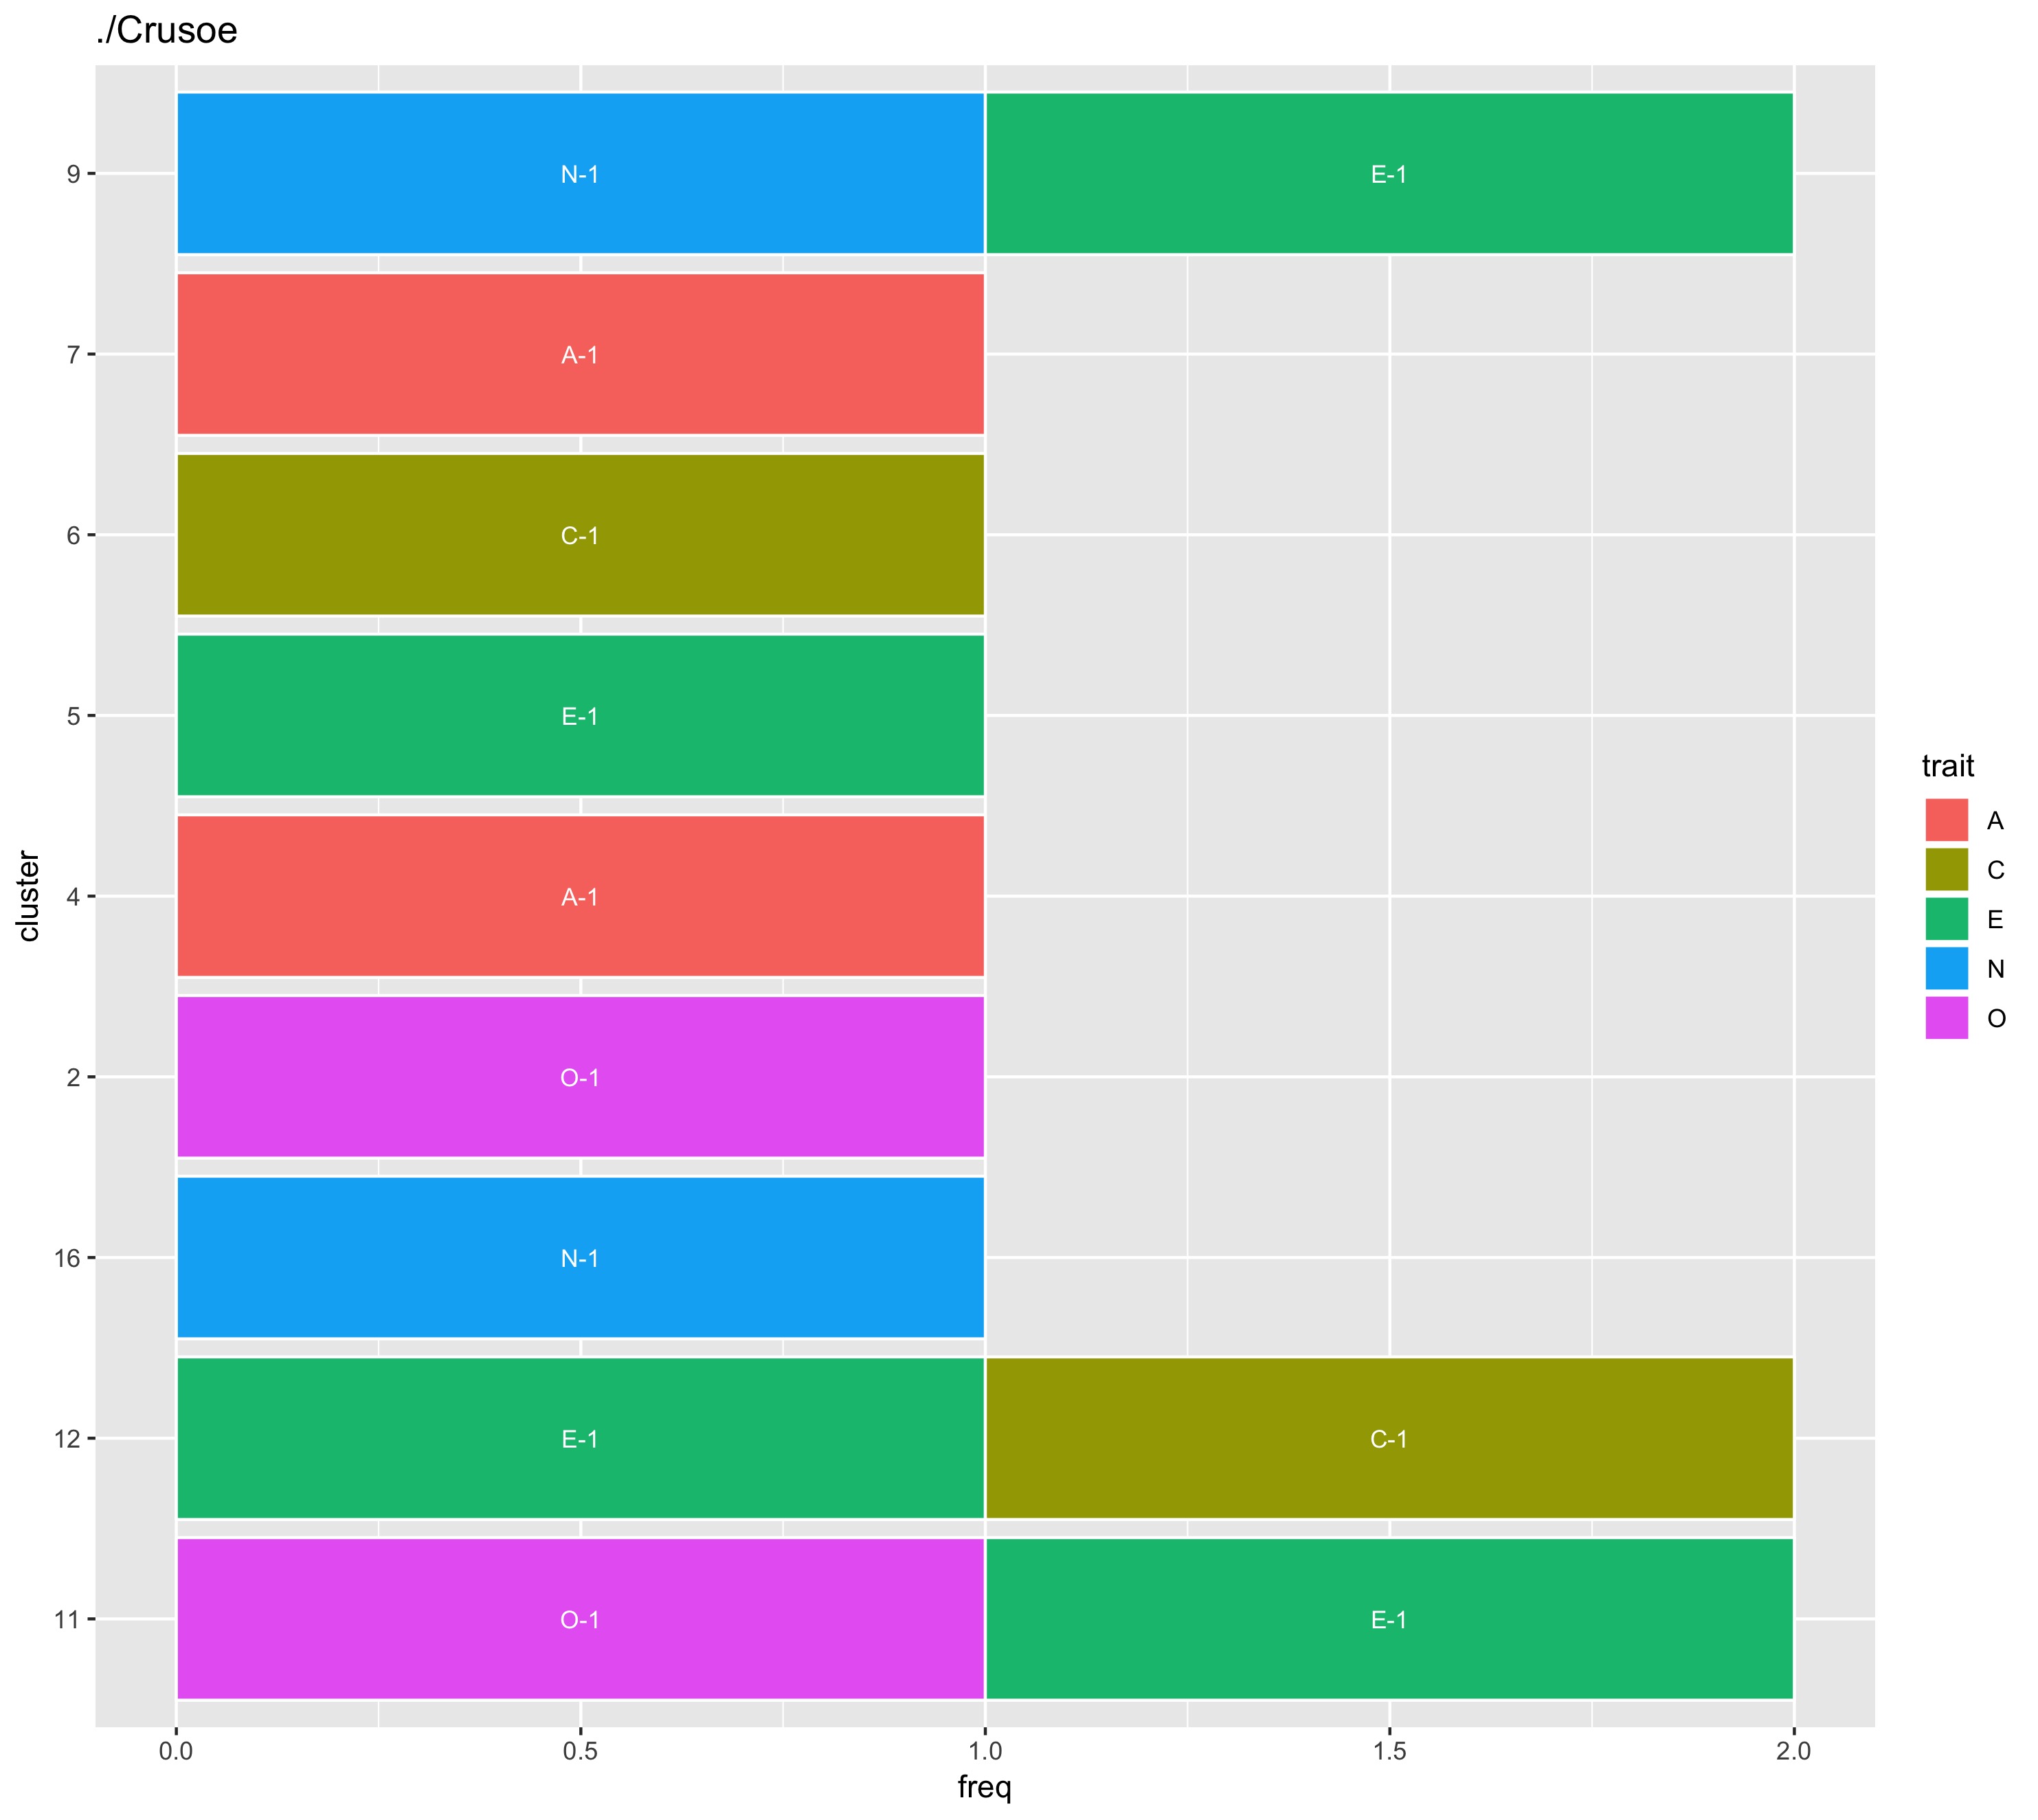 ./Crusoe
9
N-1
E-1
7
A-1
6
C-1
5
E-1
4
A-1
2
O-1
16
N-1
12
E-1
C-1
11
O-1
E-1
0.0
0.5
1.0
1.5
2.0
freq
cluster
trait
A
C
E
N
O